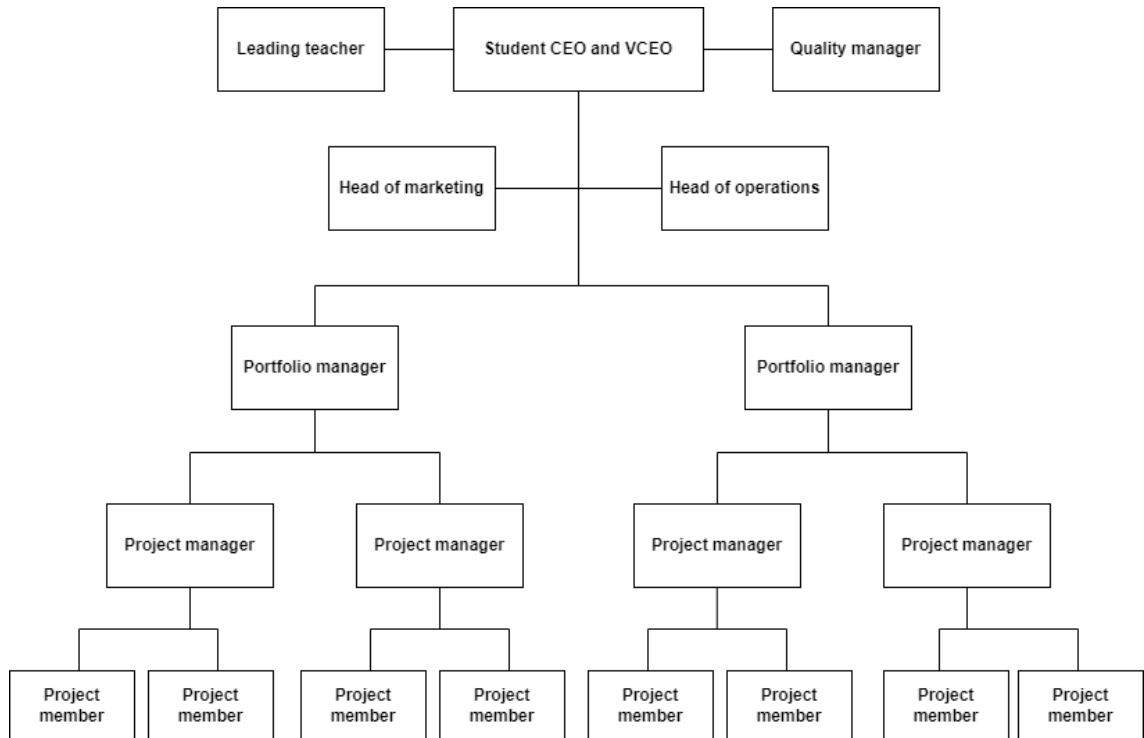 Leading teacher
Student CEO and VCEO
Quality manager
Head of marketing
Head of operations
Portfolio manager
Portfolio manager
Project manager
Project manager
Project manager
Project manager
Project
member
Project
member
Project
member
Project
member
Project
member
Project
member
Project
member
Project
member